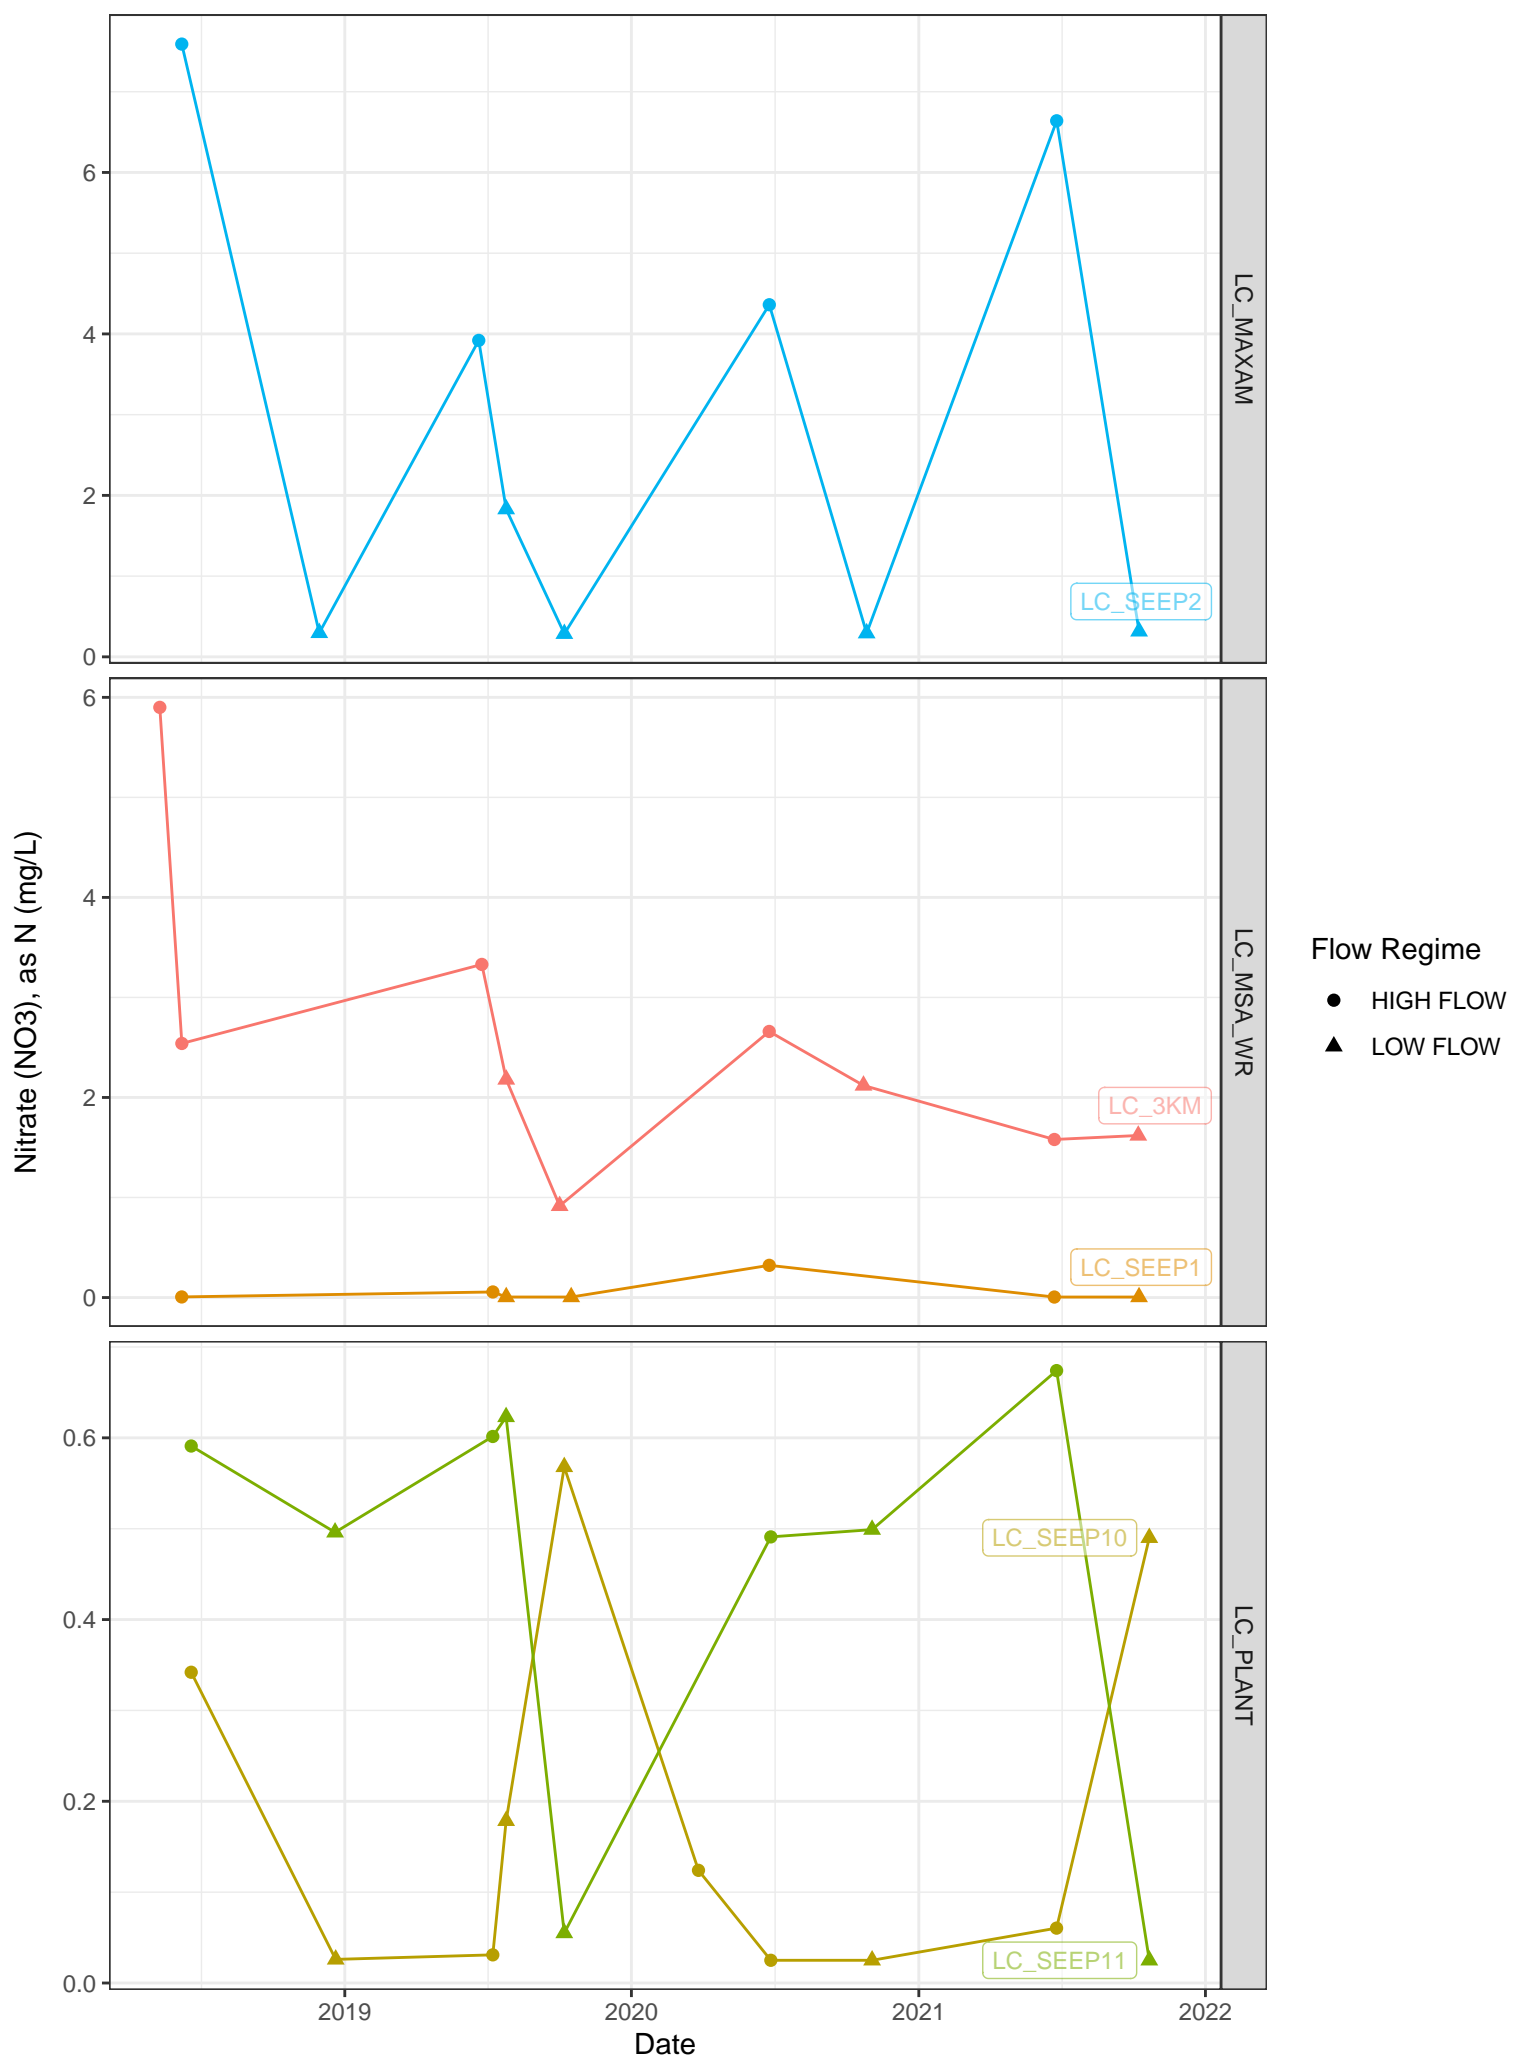 6
4
2
0
LC_SEEP2
LC_MAXAM
6
4
2
0
LC_3KM
LC_SEEP1
LC_MSA_WR
0.6
0.4
0.2
0.0
LC_SEEP10
LC_SEEP11
LC_PLANT
2019
2020
2021
2022
Date
Nitrate (NO3), as N (mg/L)
Flow Regime
HIGH FLOW
LOW FLOW